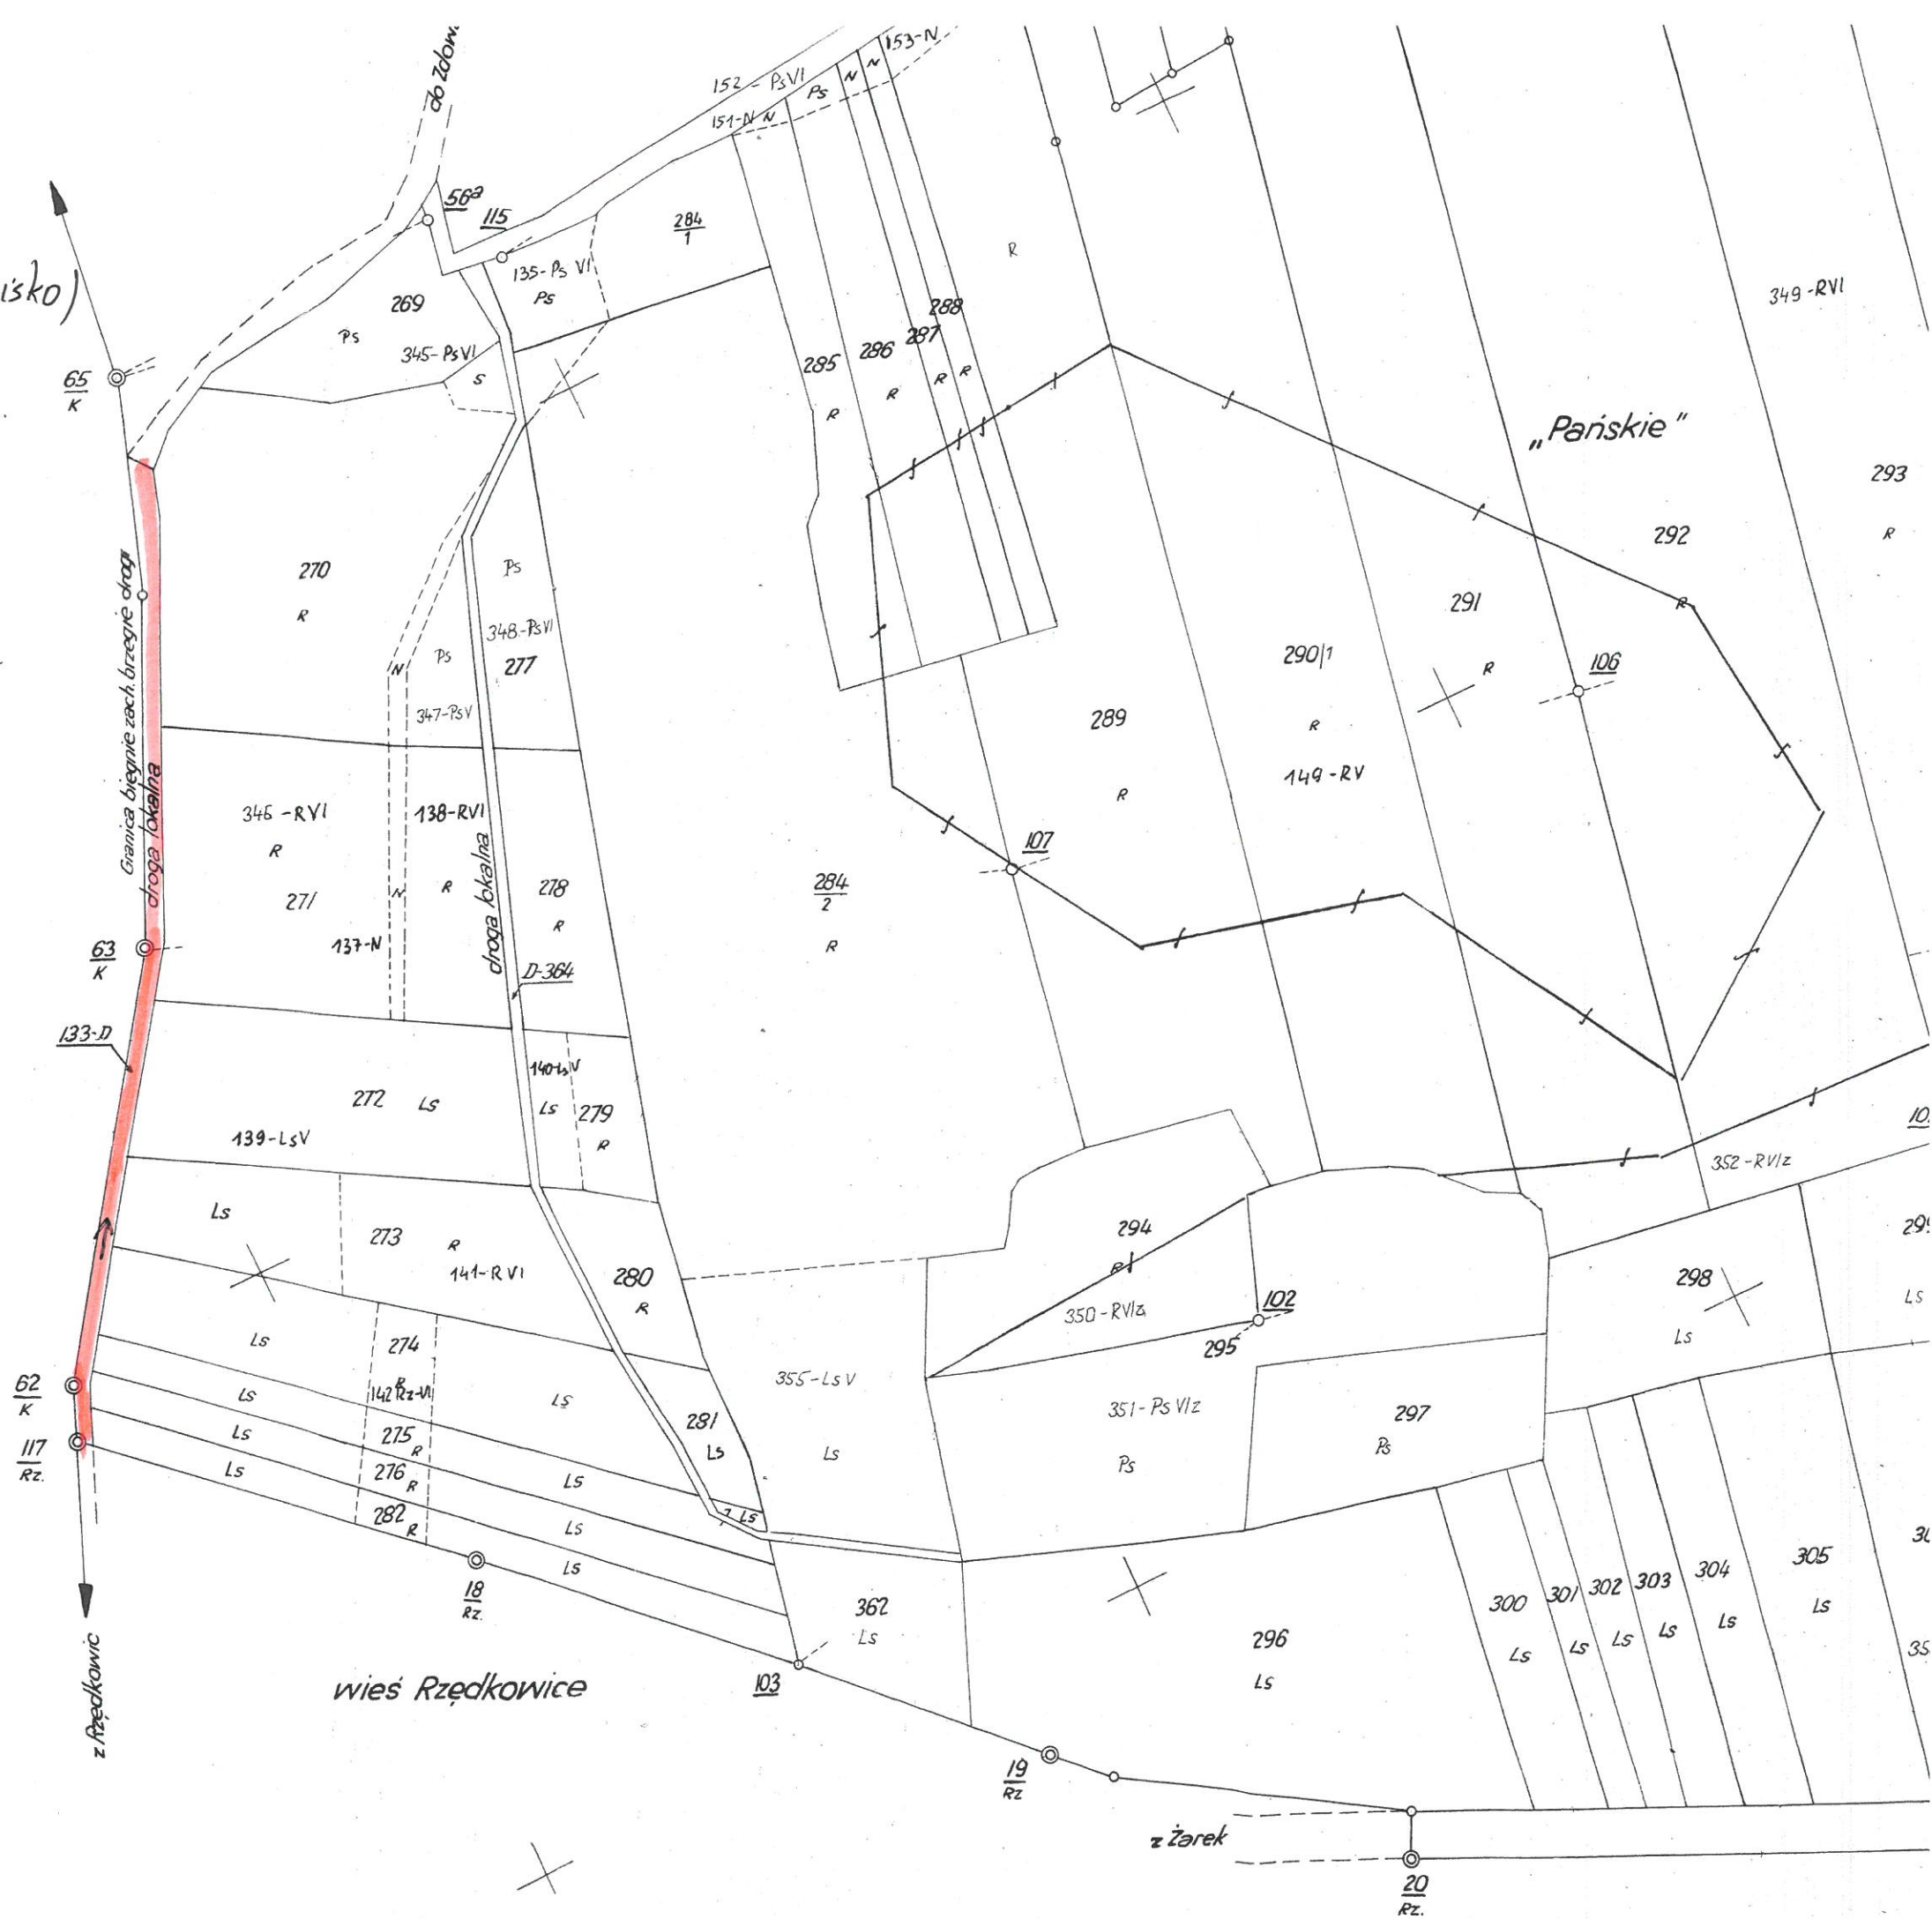 153-N
152 - PsVI
N
N
Ps
151-N
N
56a
115
284
1
135-Ps VI
Ps
R
269
Ps
345-PsVI
S
288
287
286
285
R
R
R
R
349-RVI
65
K
„Pańskie”
293
R
292
R
270
R
Ps
348-PsVI
277
Ps
N
347-PsV
291
R
106
290/1
R
149-RV
289
R
Granica biegnie zach. brzegie drogi
droga lokalna
346-RVI
R
271
137-N
N
138-RVI
R
droga lokalna
278
R
D-364
107
284
2
R
63
K
133-D
272
Ls
139-LsV
140-LsV
Ls
279
R
352-RV/z
Ls
273
R
141-RVI
280
R
294
R
350-RV/z
102
295
298
Ls
Ls
Ls
274
R
142 Rz-VI
Ls
62
K
117
Rz.
Ls
275
R
Ls
276
R
Ls
Ls
282
R
Ls
Ls
281
Ls
Ls
355-LsV
Ls
351-Ps V/z
Ps
297
Ps
18
Rz.
362
Ls
296
Ls
300
Ls
301
Ls
302
Ls
303
Ls
304
Ls
305
Ls
wieś Rzędkowice
103
z Rzędkowic
19
Rz
z Żarek
20
Rz.